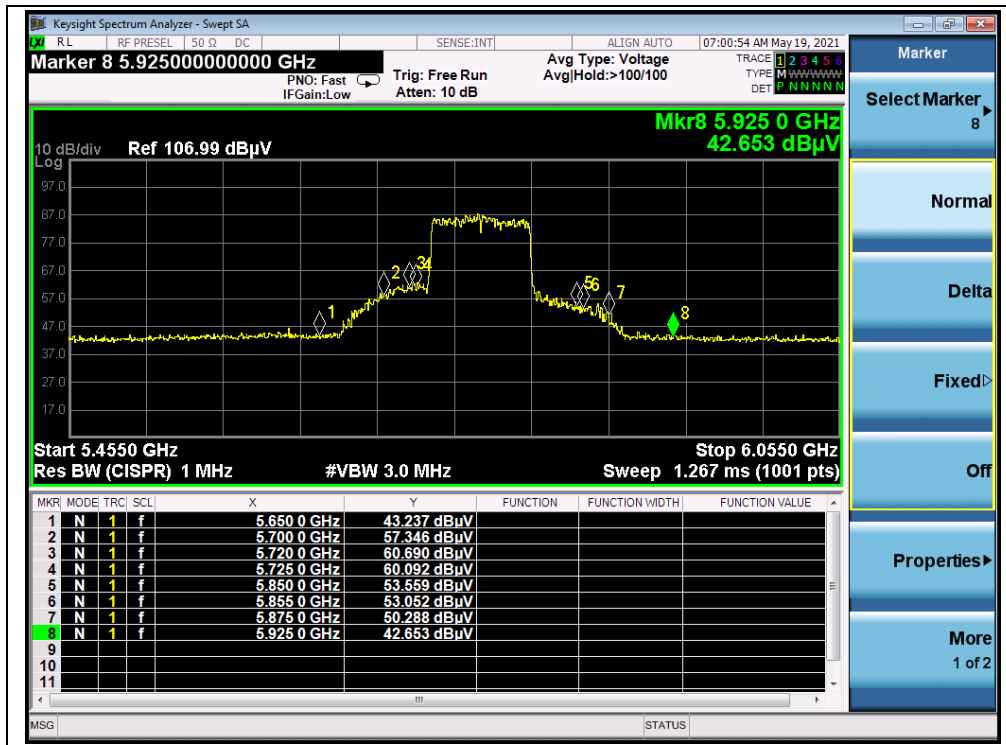 Keysight Spectrum Analyzer - Swept SA
LXI RL RF PRESEL 50 Ω DC SENSE:INT ALIGN AUTO 07:00:54 AM May 19, 2021
Marker 8 5.925000000000 GHz
PNO: Fast
IFGain:Low
Trig: Free Run
Atten: 10 dB
Avg Type: Voltage
Avg|Hold:>100/100
TRACE 1 2 3 4 5 6
TYPE M W W W W W
DET P N N N N N
Mkr8 5.925 0 GHz
42.653 dBµV
10 dB/div Ref 106.99 dBµV
Log
97.0
87.0
77.0
67.0
57.0
47.0
37.0
27.0
17.0
1
2
34
56
7
8
Start 5.4550 GHz Stop 6.0550 GHz
Res BW (CISPR) 1 MHz #VBW 3.0 MHz Sweep 1.267 ms (1001 pts)
MKR MODE TRC SCL X Y FUNCTION FUNCTION WIDTH FUNCTION VALUE
1 N 1 f 5.650 0 GHz 43.237 dBµV
2 N 1 f 5.700 0 GHz 57.346 dBµV
3 N 1 f 5.720 0 GHz 60.690 dBµV
4 N 1 f 5.725 0 GHz 60.092 dBµV
5 N 1 f 5.850 0 GHz 53.559 dBµV
6 N 1 f 5.855 0 GHz 53.052 dBµV
7 N 1 f 5.875 0 GHz 50.288 dBµV
8 N 1 f 5.925 0 GHz 42.653 dBµV
9
10
11
MSG STATUS
Marker
Select Marker
8
Normal
Delta
Fixed
Off
Properties
More
1 of 2